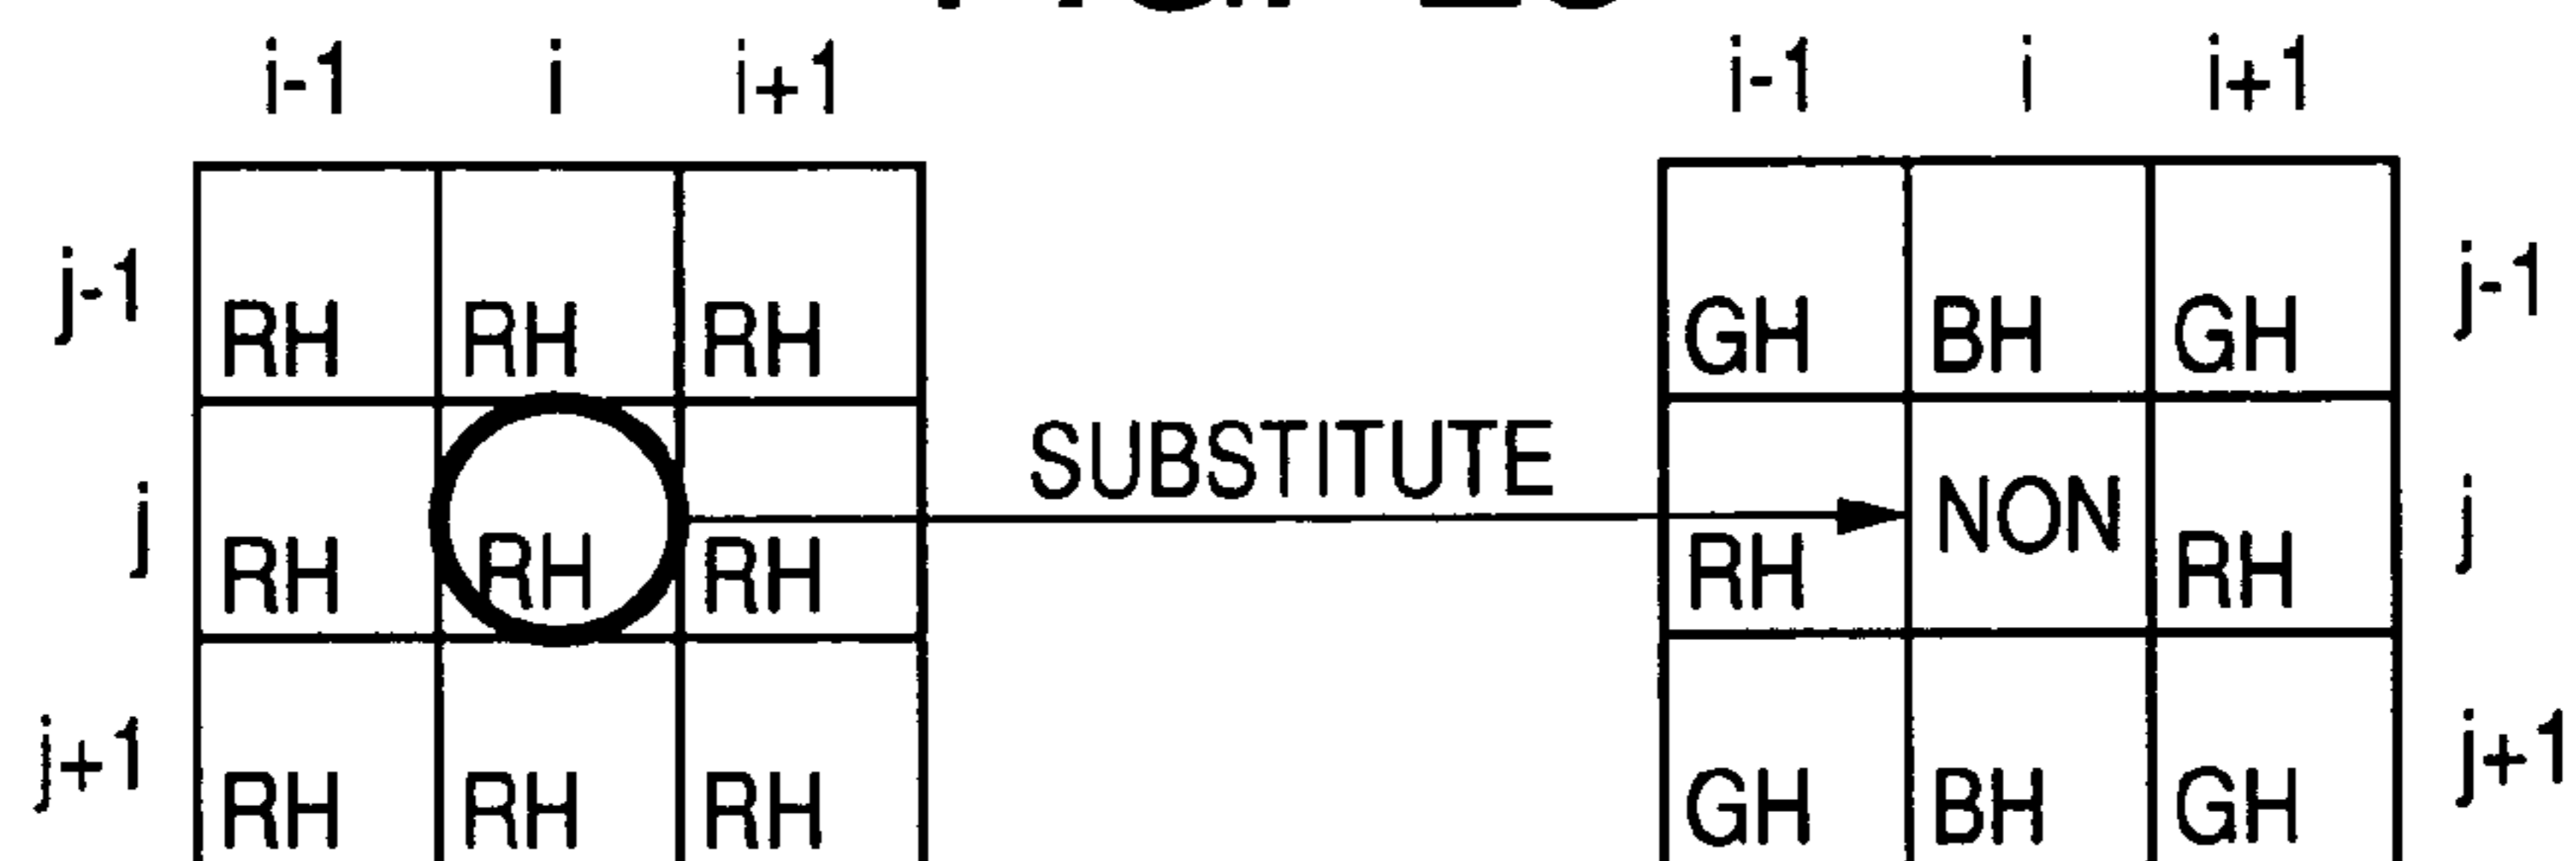 i-1 i i+1 i-1 i i+1
j-1 RH RH RH GH BH GH j-1
SUBSTITUTE
j RH RH RH RH NON RH j
j+1 RH RH RH GH BH GH j+1